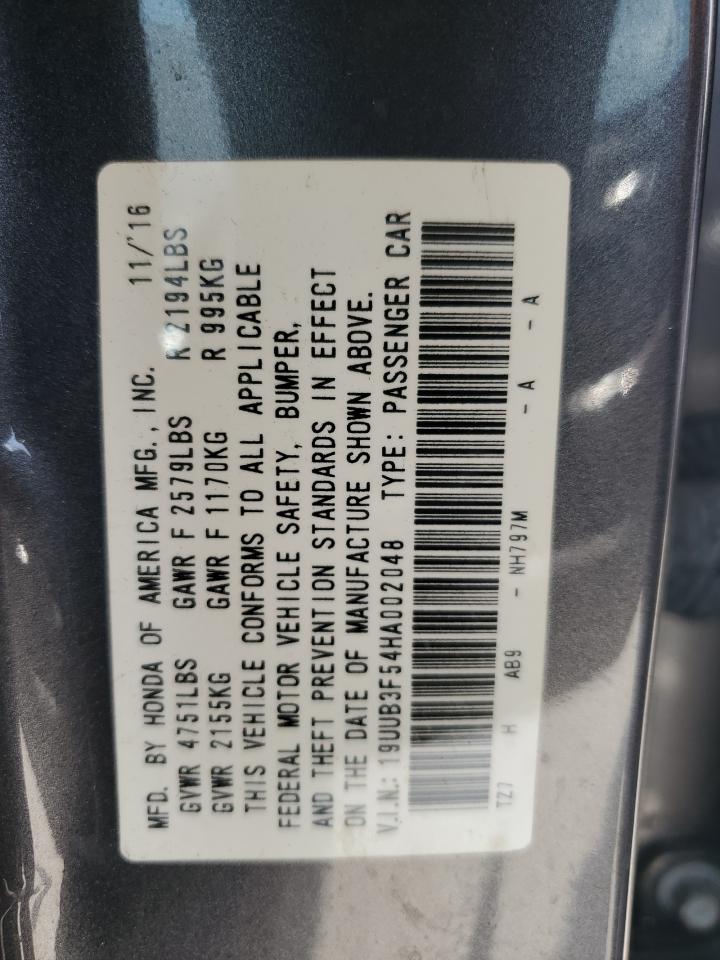 MFD. BY HONDA OF AMERICA MFG., INC. 11/'16
GVWR 4751LBS GAWR F 2579LBS R 2194LBS
GVWR 2155KG GAWR F 1170KG R 995KG
THIS VEHICLE CONFORMS TO ALL APPLICABLE
FEDERAL MOTOR VEHICLE SAFETY, BUMPER,
AND THEFT PREVENTION STANDARDS IN EFFECT
ON THE DATE OF MANUFACTURE SHOWN ABOVE.
V.I.N.: 19UUB3F54HA002048 TYPE: PASSENGER CAR
TZ7 H AB9 - NH797M - A - A